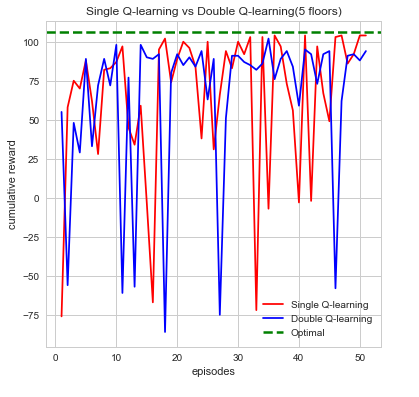 Single Q-learning vs Double Q-learning(5 floors)
100
75
50
25
0
−25
−50
−75
cumulative reward
0
10
20
30
40
50
episodes
Single Q-learning
Double Q-learning
Optimal